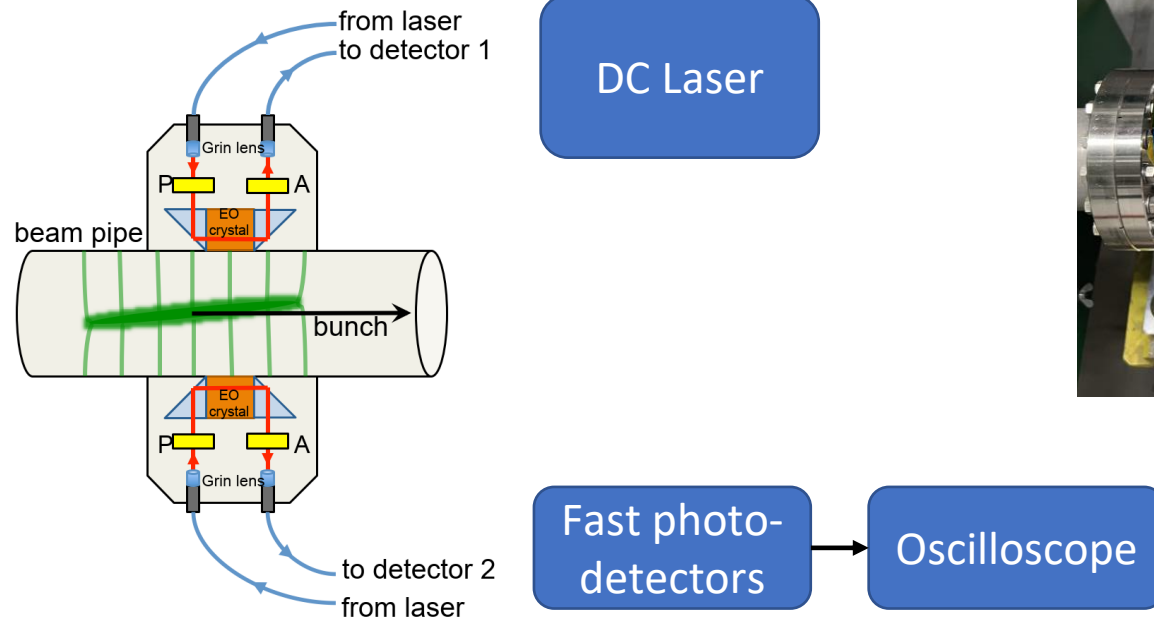 from laser
to detector 1
Grin lens
P
A
EO
crystal
beam pipe
bunch
EO
crystal
P
A
Grin lens
to detector 2
from laser
DC Laser
Fast photo-
detectors
Oscilloscope